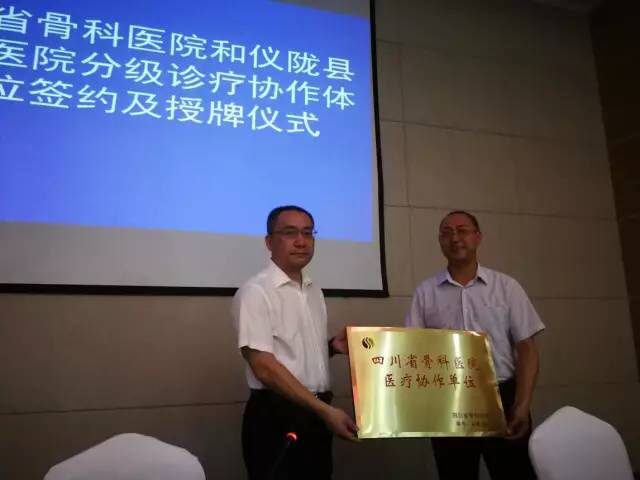 省骨科医院和仪陇县
医院分级诊疗协作体
立签约及授牌仪式
四川省骨科医院
医疗协作单位